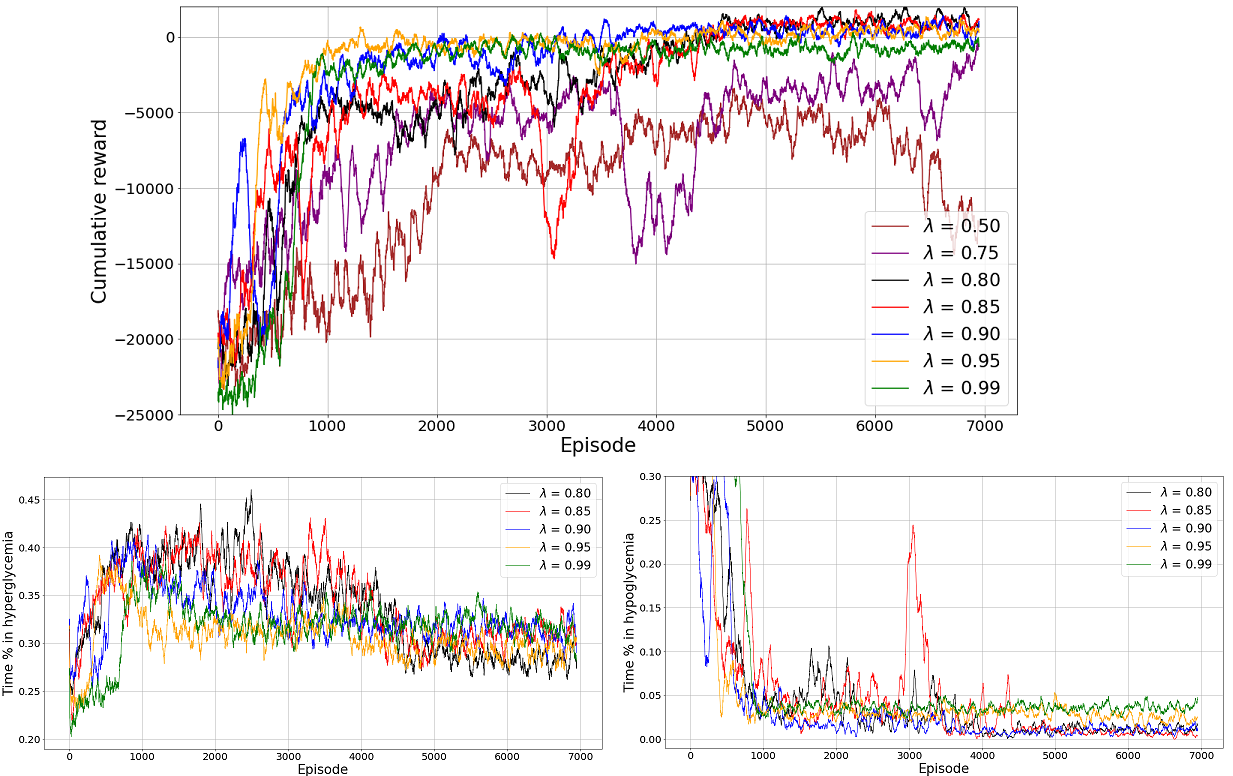 0
−5000
−10000
−15000
−20000
−25000
Cumulative reward
0 1000 2000 3000 4000 5000 6000 7000
Episode
λ = 0.50
λ = 0.75
λ = 0.80
λ = 0.85
λ = 0.90
λ = 0.95
λ = 0.99
0.45
0.40
0.35
0.30
0.25
0.20
Time % in hyperglycemia
0 1000 2000 3000 4000 5000 6000 7000
Episode
λ = 0.80
λ = 0.85
λ = 0.90
λ = 0.95
λ = 0.99
0.30
0.25
0.20
0.15
0.10
0.05
0.00
Time % in hypoglycemia
0 1000 2000 3000 4000 5000 6000 7000
Episode
λ = 0.80
λ = 0.85
λ = 0.90
λ = 0.95
λ = 0.99